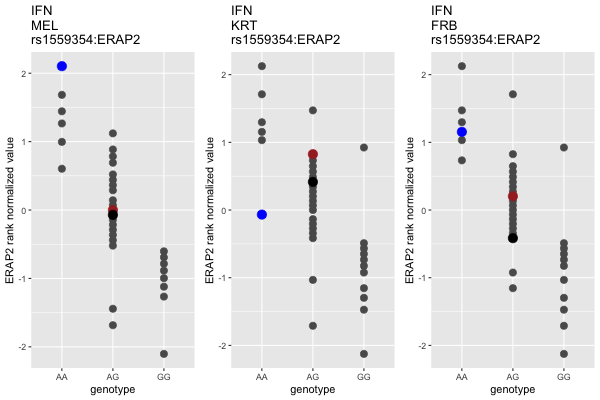 IFN
MEL
rs1559354:ERAP2
ERAP2 rank normalized value
2
1
0
-1
-2
AA
AG
GG
genotype
IFN
KRT
rs1559354:ERAP2
ERAP2 rank normalized value
2
1
0
-1
-2
AA
AG
GG
genotype
IFN
FRB
rs1559354:ERAP2
ERAP2 rank normalized value
2
1
0
-1
-2
AA
AG
GG
genotype